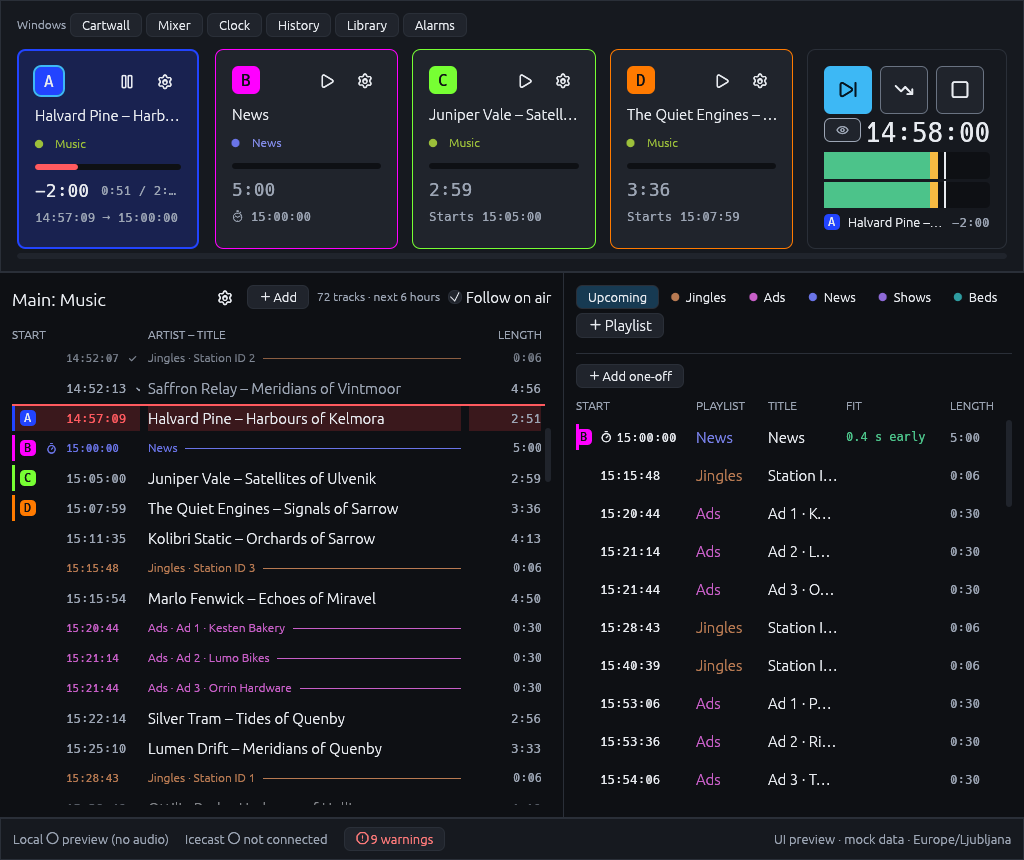 Windows Cartwall Mixer Clock History Library Alarms
A
Halvard Pine – Harb…
Music
−2:00 0:51 / 2:…
14:57:09 → 15:00:00
B
News
News
5:00
15:00:00
C
Juniper Vale – Satell…
Music
2:59
Starts 15:05:00
D
The Quiet Engines – …
Music
3:36
Starts 15:07:59
14:58:00
A Halvard Pine –… −2:00
Main: Music + Add 72 tracks · next 6 hours ✓ Follow on air
START ARTIST – TITLE LENGTH
14:52:07 ✓ Jingles · Station ID 2 0:06
14:52:13 Saffron Relay – Meridians of Vintmoor 4:56
A 14:57:09 Halvard Pine – Harbours of Kelmora 2:51
B 15:00:00 News 5:00
C 15:05:00 Juniper Vale – Satellites of Ulvenik 2:59
D 15:07:59 The Quiet Engines – Signals of Sarrow 3:36
15:11:35 Kolibri Static – Orchards of Sarrow 4:13
15:15:48 Jingles · Station ID 3 0:06
15:15:54 Marlo Fenwick – Echoes of Miravel 4:50
15:20:44 Ads · Ad 1 · Kesten Bakery 0:30
15:21:14 Ads · Ad 2 · Lumo Bikes 0:30
15:21:44 Ads · Ad 3 · Orrin Hardware 0:30
15:22:14 Silver Tram – Tides of Quenby 2:56
15:25:10 Lumen Drift – Meridians of Quenby 3:33
15:28:43 Jingles · Station ID 1 0:06
Upcoming Jingles Ads News Shows Beds
+ Playlist
+ Add one-off
START PLAYLIST TITLE FIT LENGTH
B 15:00:00 News News 0.4 s early 5:00
15:15:48 Jingles Station I… 0:06
15:20:44 Ads Ad 1 · K… 0:30
15:21:14 Ads Ad 2 · L… 0:30
15:21:44 Ads Ad 3 · O… 0:30
15:28:43 Jingles Station I… 0:06
15:40:39 Jingles Station I… 0:06
15:53:06 Ads Ad 1 · P… 0:30
15:53:36 Ads Ad 2 · Ri… 0:30
15:54:06 Ads Ad 3 · T… 0:30
Local preview (no audio) Icecast not connected 9 warnings UI preview · mock data · Europe/Ljubljana